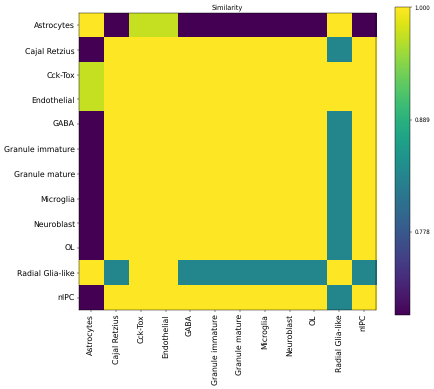 Similarity
Astrocytes
Cajal Retzius
Cck-Tox
Endothelial
GABA
Granule immature
Granule mature
Microglia
Neuroblast
OL
Radial Glia-like
nIPC
Astrocytes
Cajal Retzius
Cck-Tox
Endothelial
GABA
Granule immature
Granule mature
Microglia
Neuroblast
OL
Radial Glia-like
nIPC
1.000
0.889
0.778